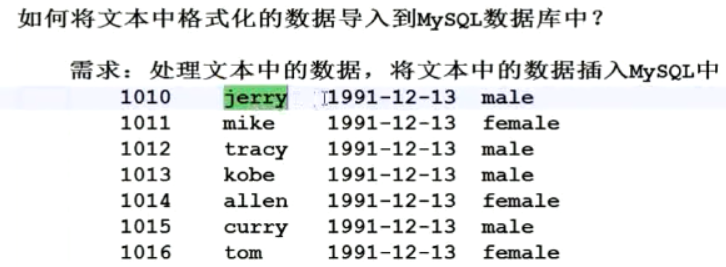 如何将文本中格式化的数据导入到MySQL数据库中？
需求：处理文本中的数据，将文本中的数据插入MySQL中
1010 jerry 1991-12-13 male
1011 mike 1991-12-13 female
1012 tracy 1991-12-13 male
1013 kobe 1991-12-13 male
1014 allen 1991-12-13 female
1015 curry 1991-12-13 male
1016 tom 1991-12-13 female